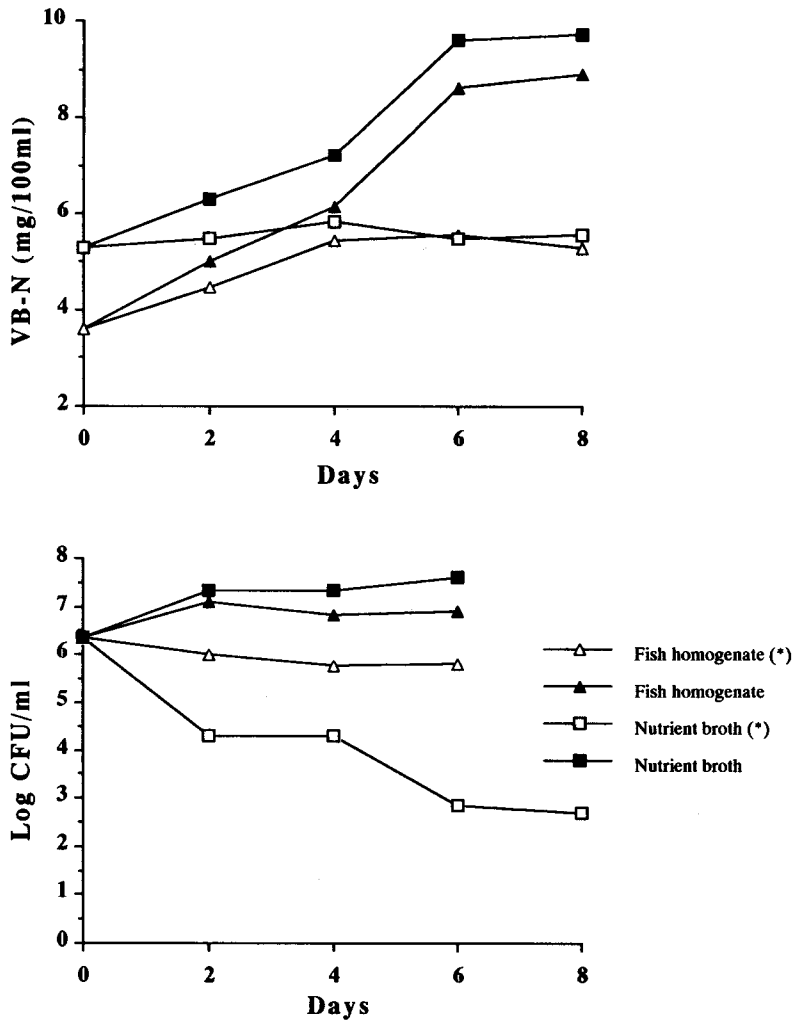 10
8
6
4
2
VB-N (mg/100ml)
0 2 4 6 8
Days
8
7
6
5
4
3
2
1
0
Log CFU/ml
0 2 4 6 8
Days
Fish homogenate (*)
Fish homogenate
Nutrient broth (*)
Nutrient broth